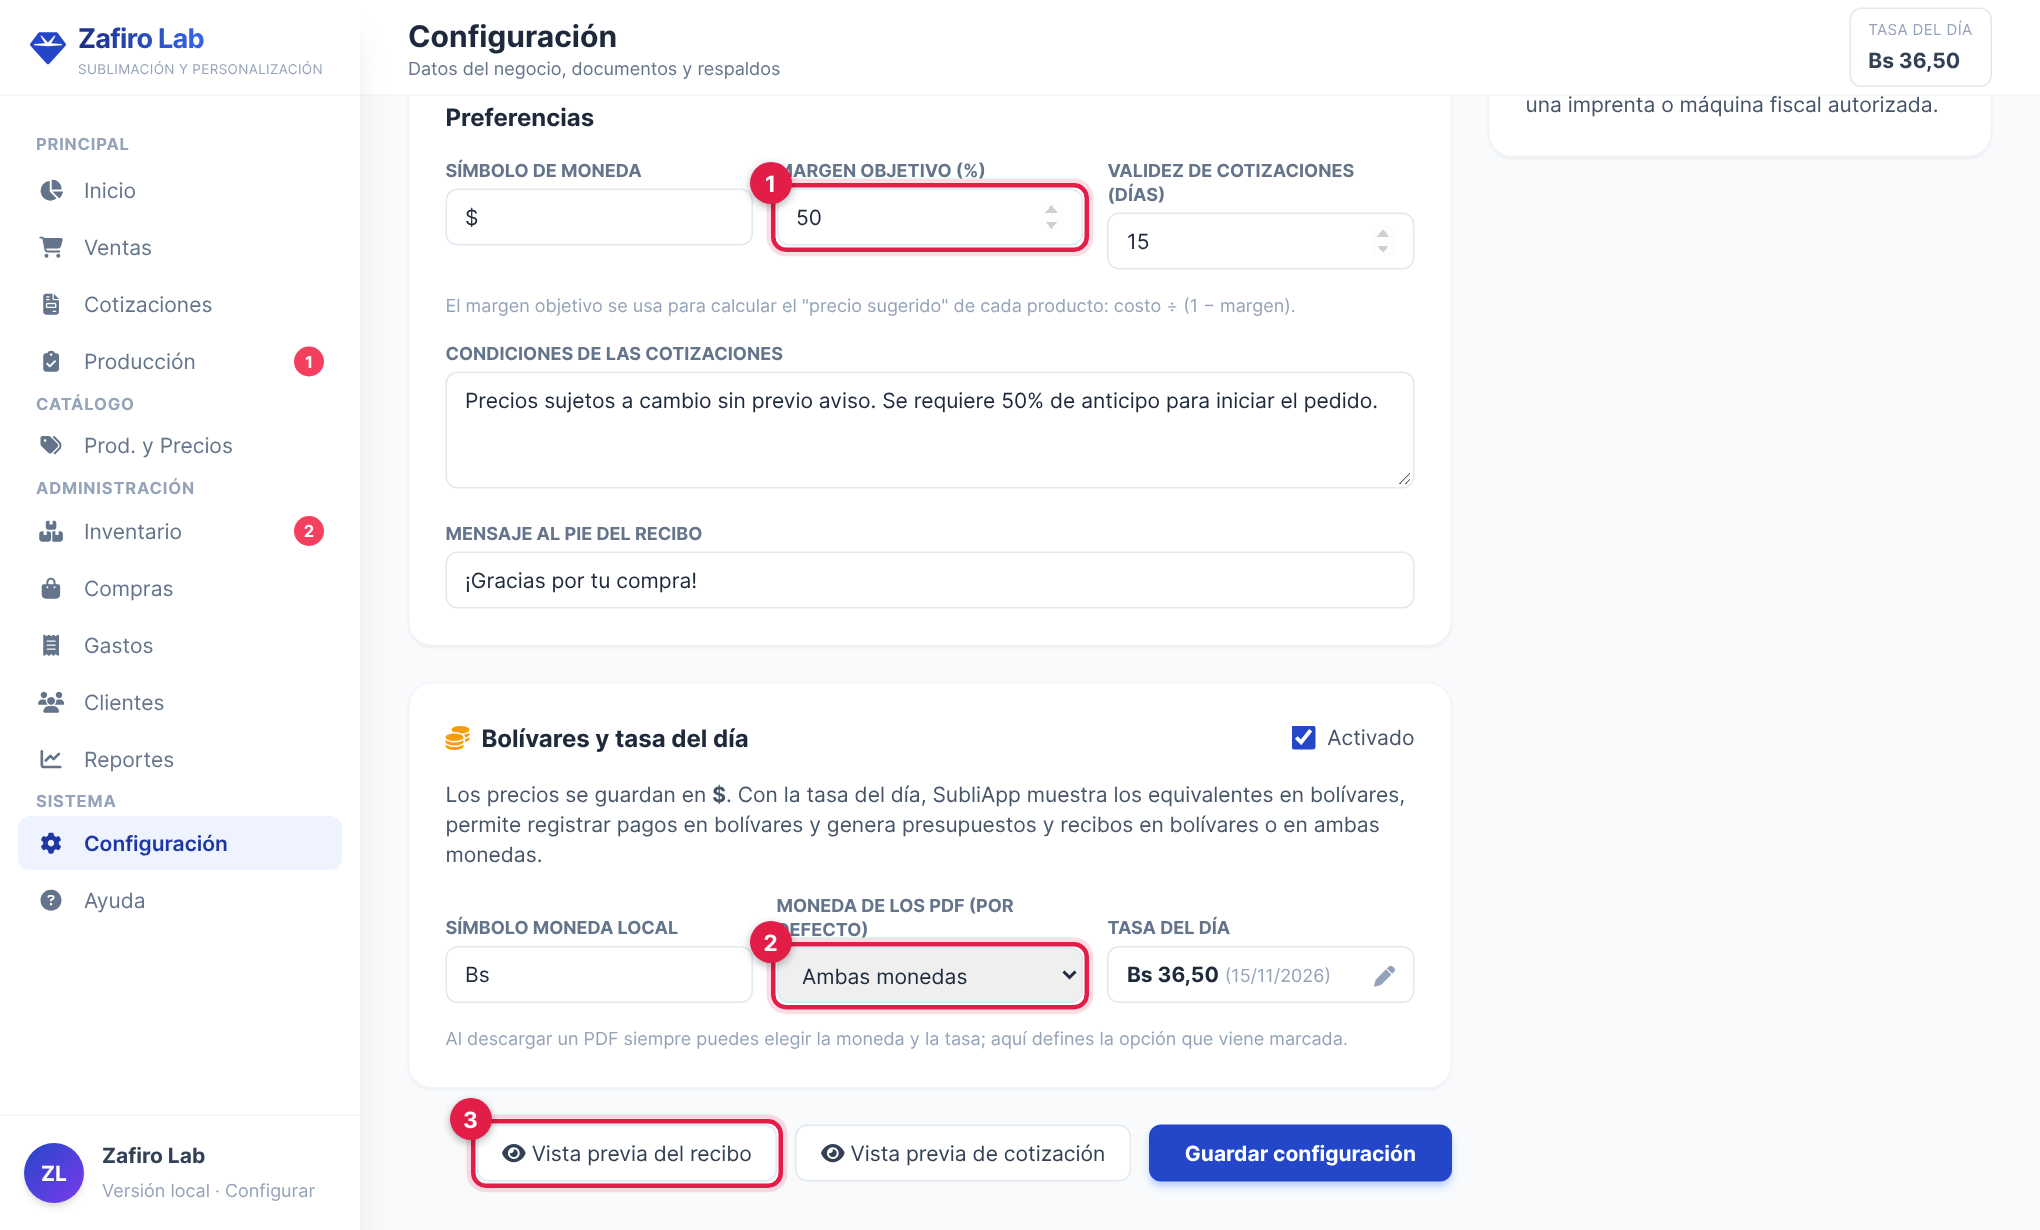 Zafiro Lab
SUBLIMACIÓN Y PERSONALIZACIÓN
PRINCIPAL
Inicio
Ventas
Cotizaciones
Producción 1
CATÁLOGO
Prod. y Precios
ADMINISTRACIÓN
Inventario 2
Compras
Gastos
Clientes
Reportes
SISTEMA
Configuración
Ayuda
ZL
Zafiro Lab
Versión local · Configurar
Configuración
Datos del negocio, documentos y respaldos
TASA DEL DÍA
Bs 36,50
una imprenta o máquina fiscal autorizada.
Preferencias
SÍMBOLO DE MONEDA
$
1
MARGEN OBJETIVO (%)
50
VALIDEZ DE COTIZACIONES
(DÍAS)
15
El margen objetivo se usa para calcular el "precio sugerido" de cada producto: costo ÷ (1 − margen).
CONDICIONES DE LAS COTIZACIONES
Precios sujetos a cambio sin previo aviso. Se requiere 50% de anticipo para iniciar el pedido.
MENSAJE AL PIE DEL RECIBO
¡Gracias por tu compra!
Bolívares y tasa del día
Activado
Los precios se guardan en $. Con la tasa del día, SubliApp muestra los equivalentes en bolívares,
permite registrar pagos en bolívares y genera presupuestos y recibos en bolívares o en ambas
monedas.
SÍMBOLO MONEDA LOCAL
Bs
MONEDA DE LOS PDF (POR
DEFECTO)
2
Ambas monedas
TASA DEL DÍA
Bs 36,50 (15/11/2026)
Al descargar un PDF siempre puedes elegir la moneda y la tasa; aquí defines la opción que viene marcada.
3
Vista previa del recibo
Vista previa de cotización
Guardar configuración